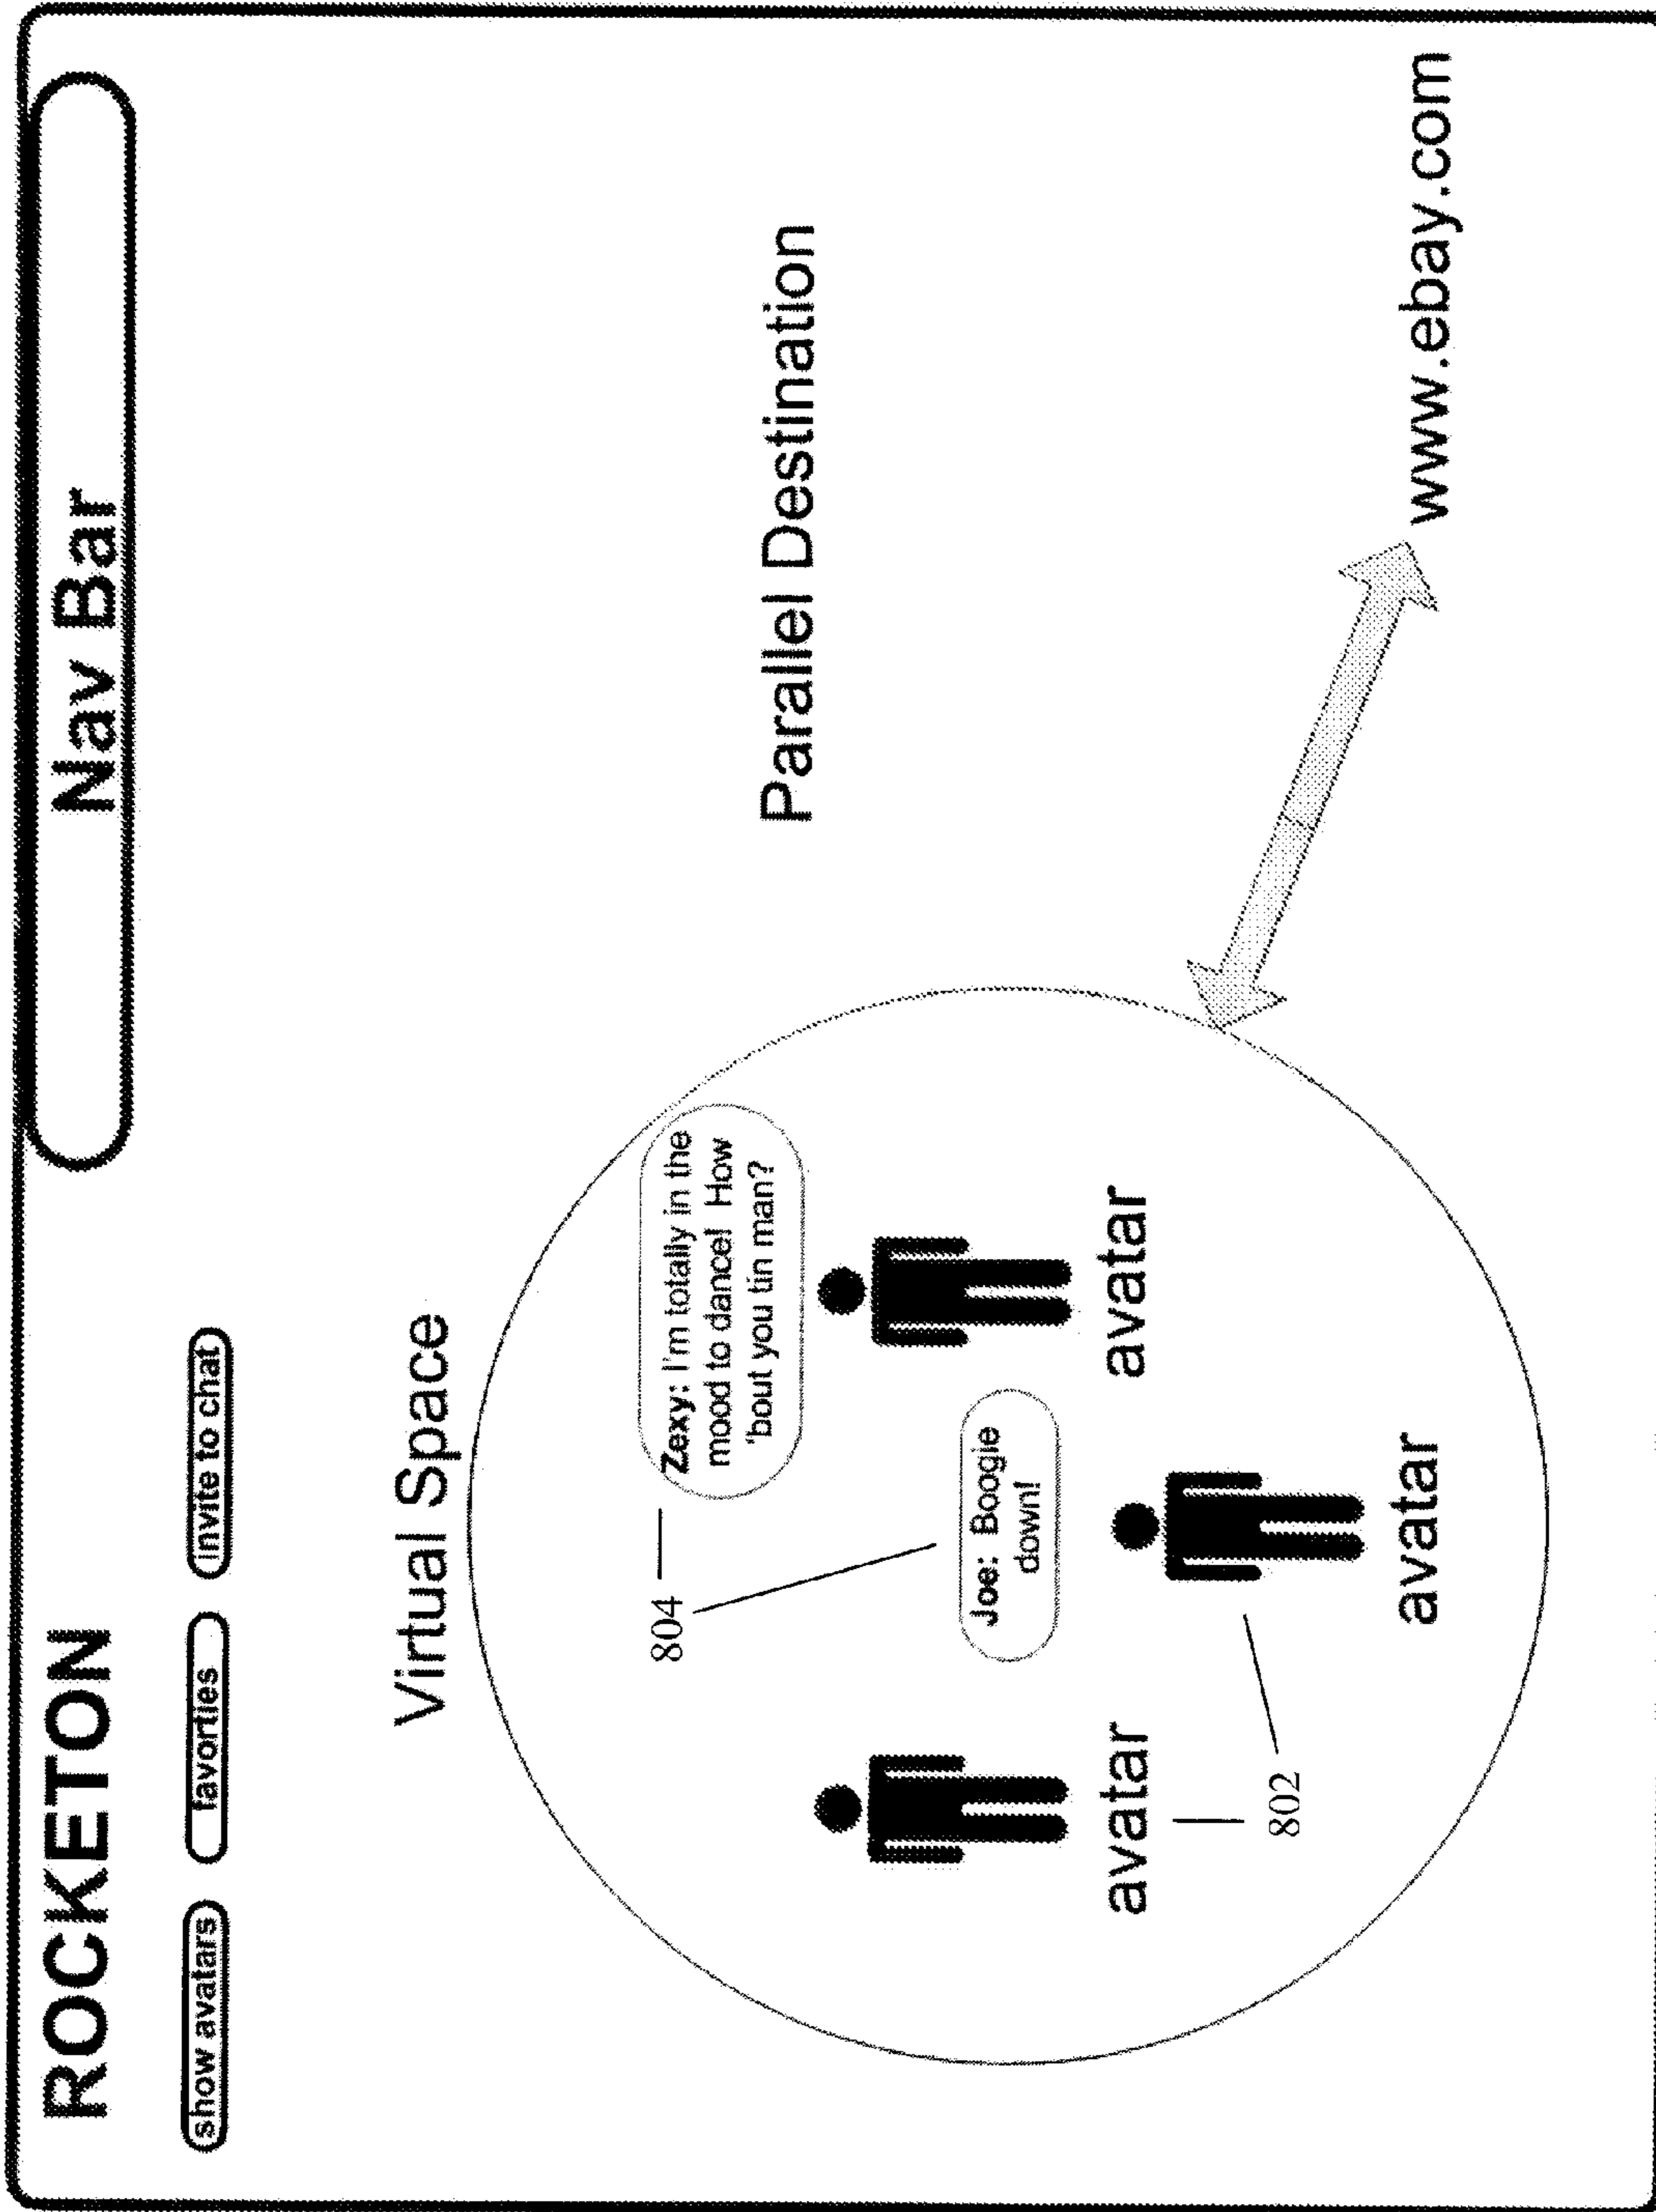 ROCKETON
Nav Bar
show avatars
favorties
invite to chat
Virtual Space
804
Zexy: I'm totally in the
mood to dance! How
'bout you tin man?
Parallel Destination
Joe: Boogie
down!
avatar
avatar
802
avatar
www.ebay.com